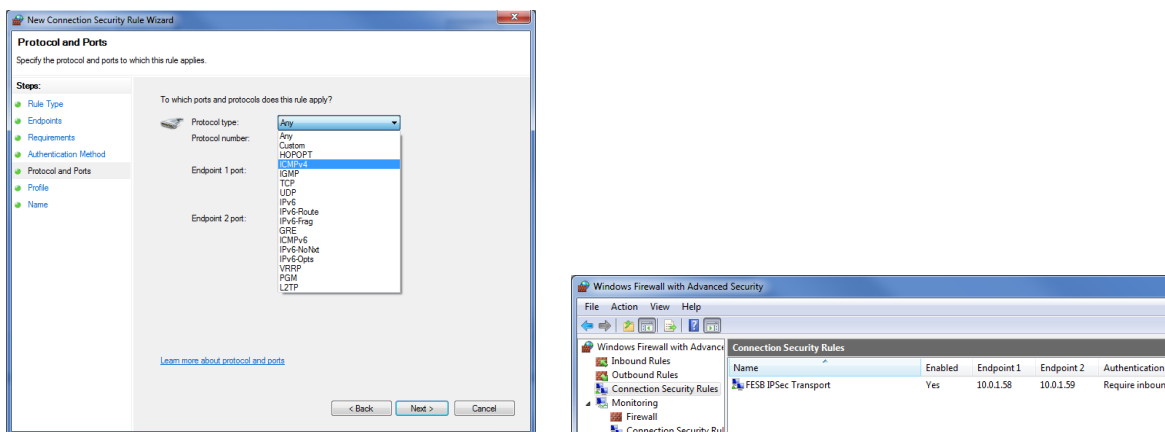 New Connection Security Rule Wizard
Protocol and Ports
Specify the protocol and ports to which this rule applies.
Steps:
Rule Type
Endpoints
Requirements
Authentication Method
Protocol and Ports
Profile
Name
To which ports and protocols does this rule apply?
Protocol type: Any
Protocol number:
Any
Custom
HOPOPT
ICMPv4
Endpoint 1 port:
IGMP
TCP
UDP
IPv6
IPv6-Route
Endpoint 2 port:
IPv6-Frag
GRE
ICMPv6
IPv6-NoNxt
IPv6-Opts
VRRP
PGM
L2TP
Learn more about protocol and ports
< Back Next > Cancel
Windows Firewall with Advanced Security
File Action View Help
Windows Firewall with Advance
Inbound Rules
Outbound Rules
Connection Security Rules
Monitoring
Firewall
Connection Security Rul
Connection Security Rules
Name Enabled Endpoint 1 Endpoint 2 Authentication
FESB IPSec Transport Yes 10.0.1.58 10.0.1.59 Require inboun